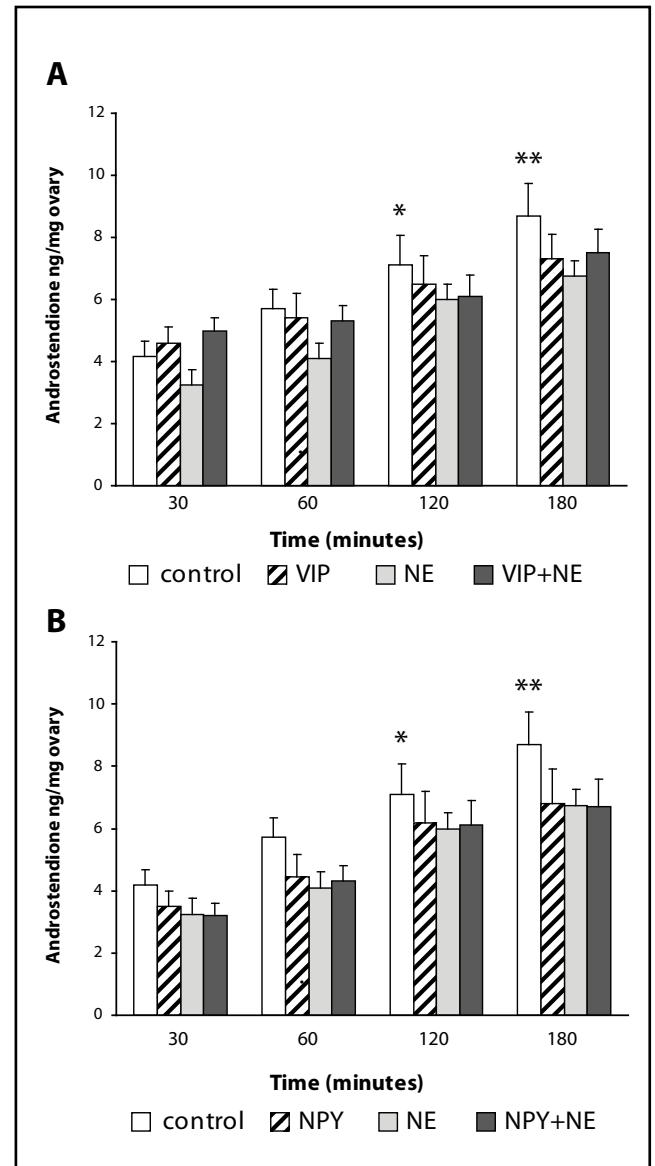 A
12
10
8
6
4
2
0
Androstendione ng/mg ovary
*
**
30 60 120 180
Time (minutes)
control VIP NE VIP+NE
B
12
10
8
6
4
2
0
Androstendione ng/mg ovary
*
**
30 60 120 180
Time (minutes)
control NPY NE NPY+NE